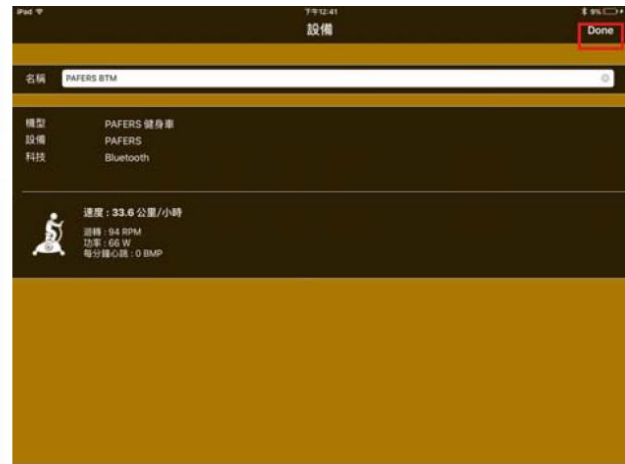 iPad 下午12:41 9%
設備
Done
名稱 PAFERS BTM
機型 PAFERS 健身車
設備 PAFERS
科技 Bluetooth
速度 : 33.6 公里/小時
迴轉 : 94 RPM
功率 : 66 W
每分鐘心跳 : 0 BMP